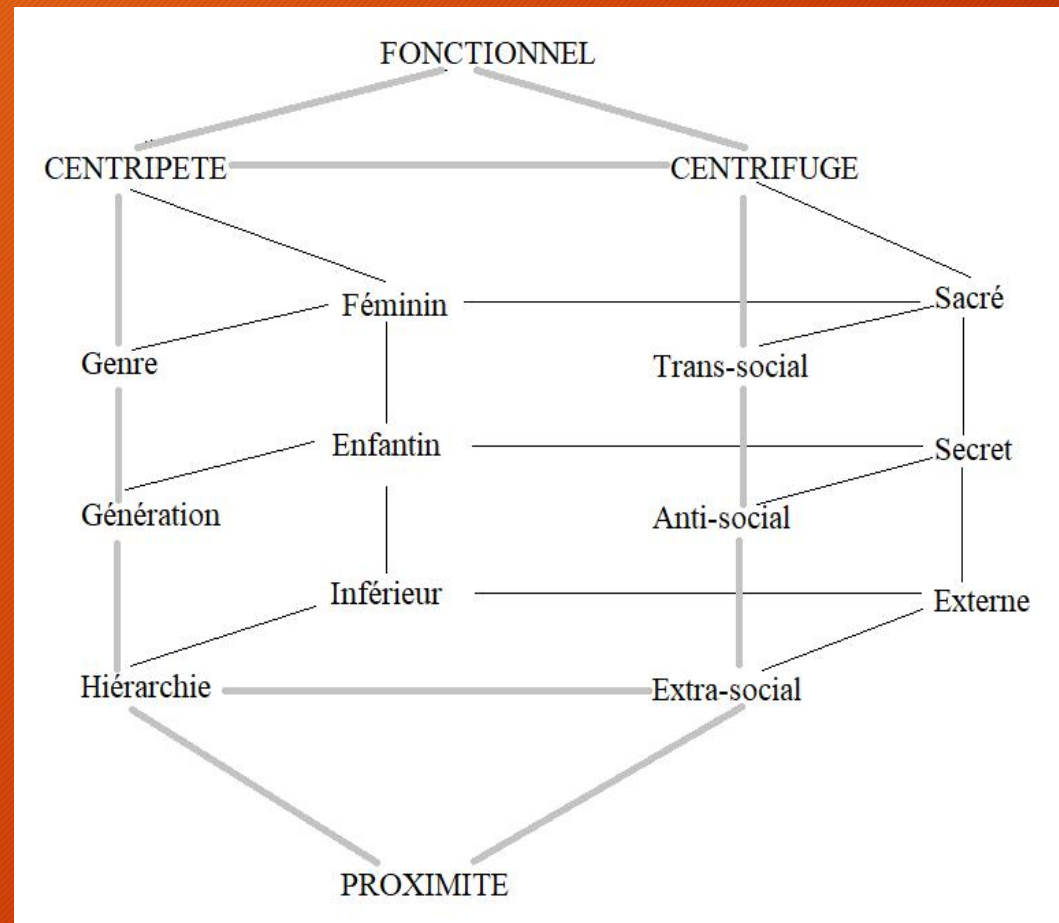 FONCTIONNEL
CENTRIPETE
CENTRIFUGE
Féminin
Sacré
Genre
Trans-social
Enfantin
Secret
Génération
Anti-social
Inférieur
Externe
Hiérarchie
Extra-social
PROXIMITE